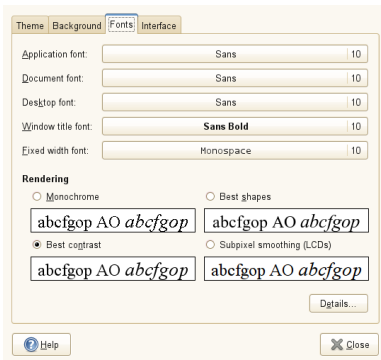 Theme Background Fonts Interface
Application font: Sans 10
Document font: Sans 10
Desktop font: Sans 10
Window title font: Sans Bold 10
Fixed width font: Monospace 10
Rendering
Monochrome Best shapes
abcfgop AO abcfgop abcfgop AO abcfgop
Best contrast Subpixel smoothing (LCDs)
abcfgop AO abcfgop abcfgop AO abcfgop
Details...
Help Close